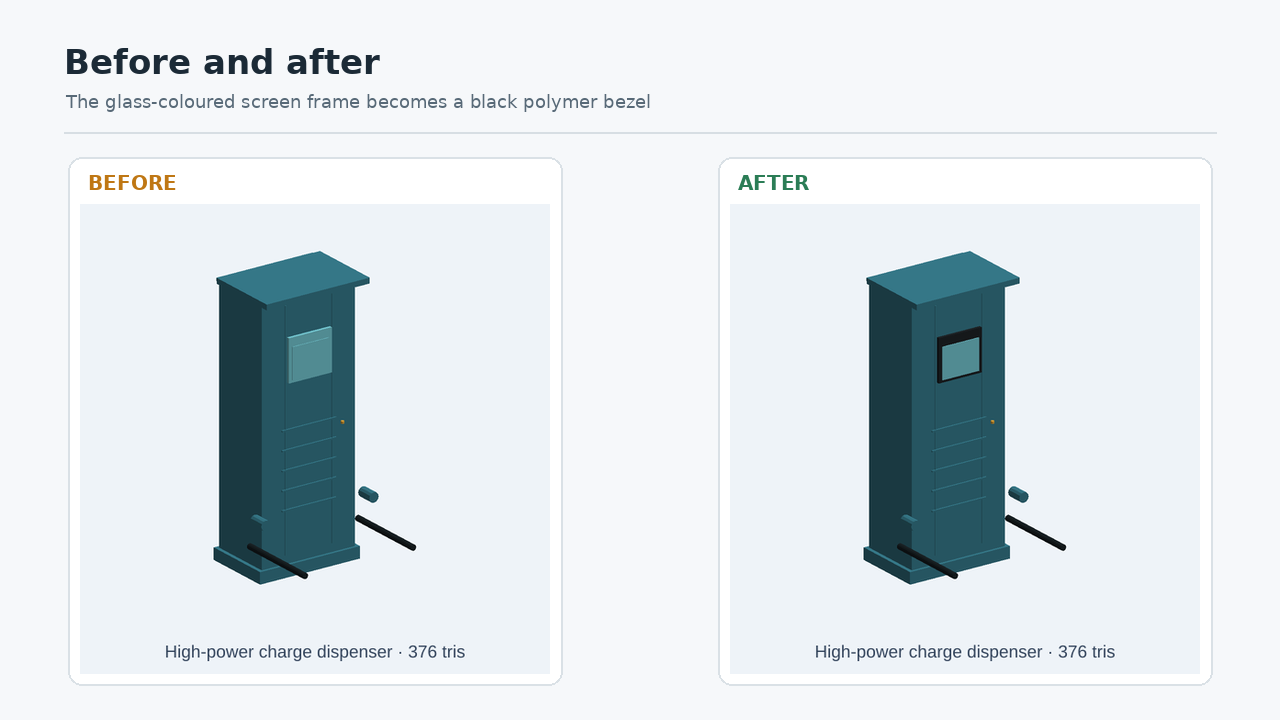 Before and after
The glass-coloured screen frame becomes a black polymer bezel
BEFORE
High-power charge dispenser · 376 tris
AFTER
High-power charge dispenser · 376 tris